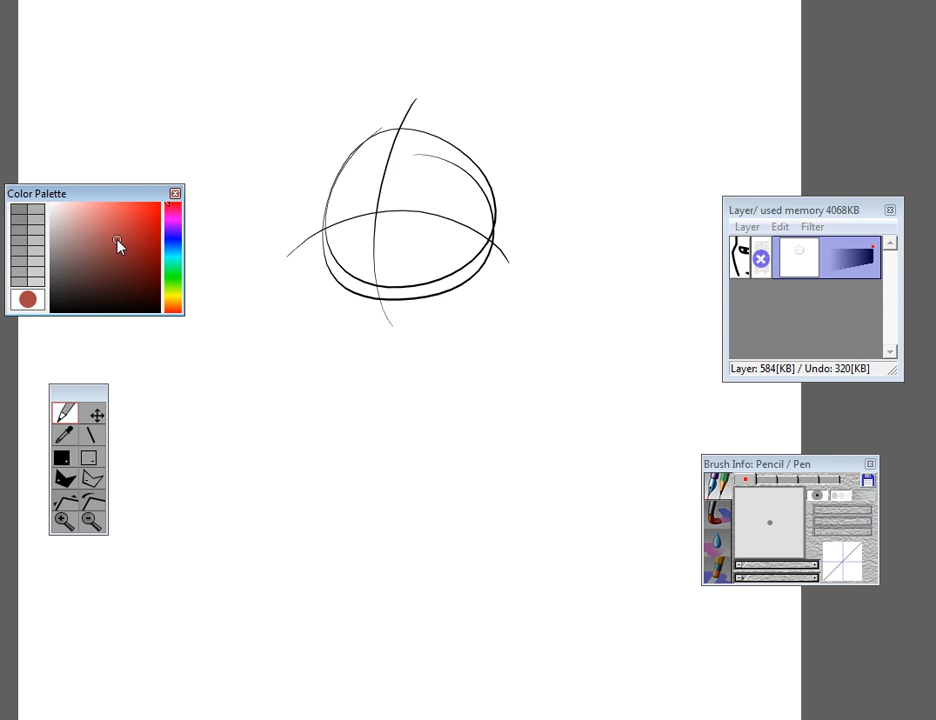 Color Palette
Layer/ used memory 4068KB
Layer Edit Filter
Layer: 584[KB] / Undo: 320[KB]
Brush Info: Pencil / Pen